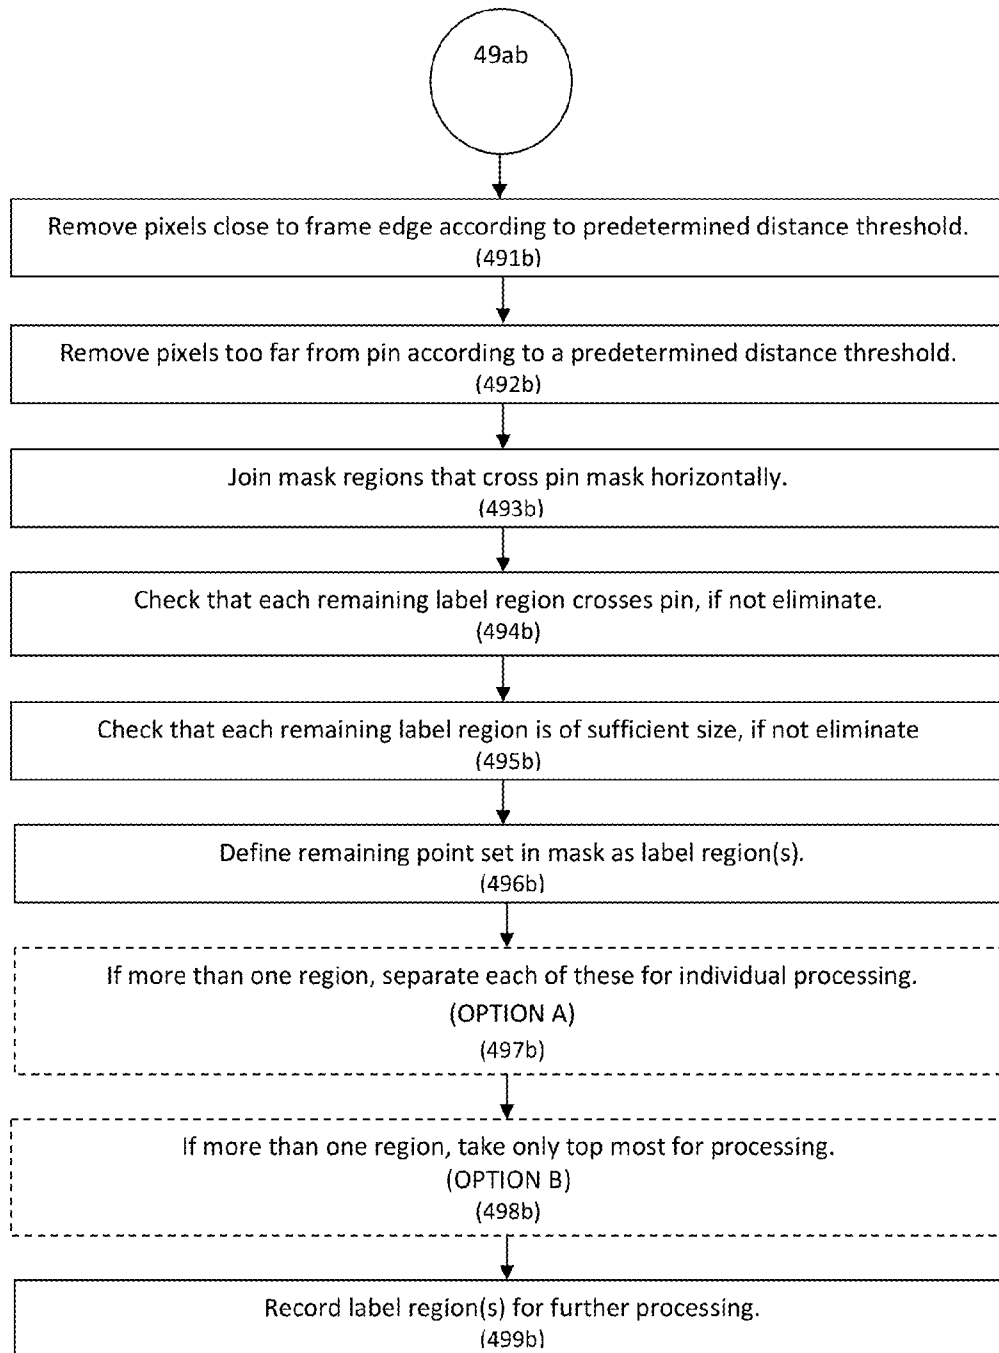 49ab
Remove pixels close to frame edge according to predetermined distance threshold.
(491b)
Remove pixels too far from pin according to a predetermined distance threshold.
(492b)
Join mask regions that cross pin mask horizontally.
(493b)
Check that each remaining label region crosses pin, if not eliminate.
(494b)
Check that each remaining label region is of sufficient size, if not eliminate
(495b)
Define remaining point set in mask as label region(s).
(496b)
If more than one region, separate each of these for individual processing.
(OPTION A)
(497b)
If more than one region, take only top most for processing.
(OPTION B)
(498b)
Record label region(s) for further processing.
(499b)